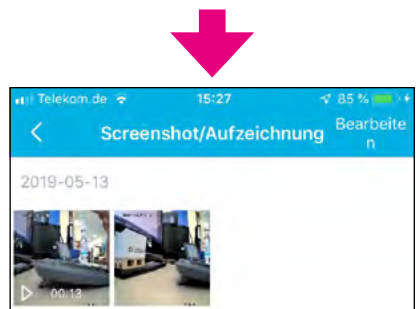 Telekom.de 15:27 85 %
Screenshot/Aufzeichnung Bearbeite
n
2019-05-13
00:13